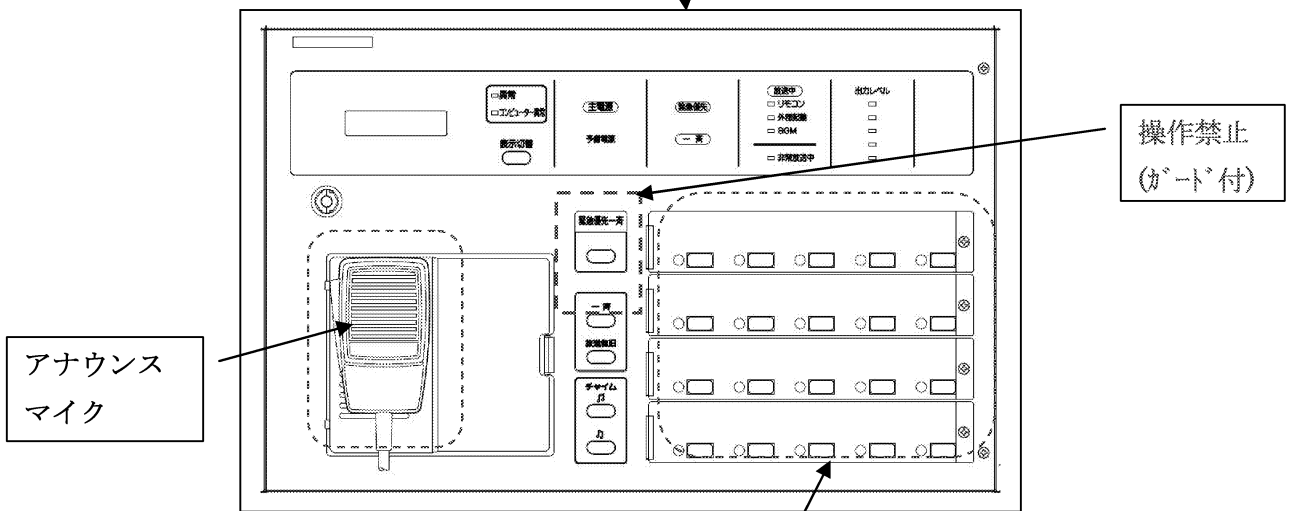 異常
コンピューター異常
表示切替
主電源
予備電源
緊急優先
一斉
放送中
リモコン
外部起動
BGM
非常放送中
出力レベル
操作禁止
(ｶﾞｰﾄﾞ付)
緊急優先一斉
一斉
放送復旧
チャイム
アナウンス
マイク